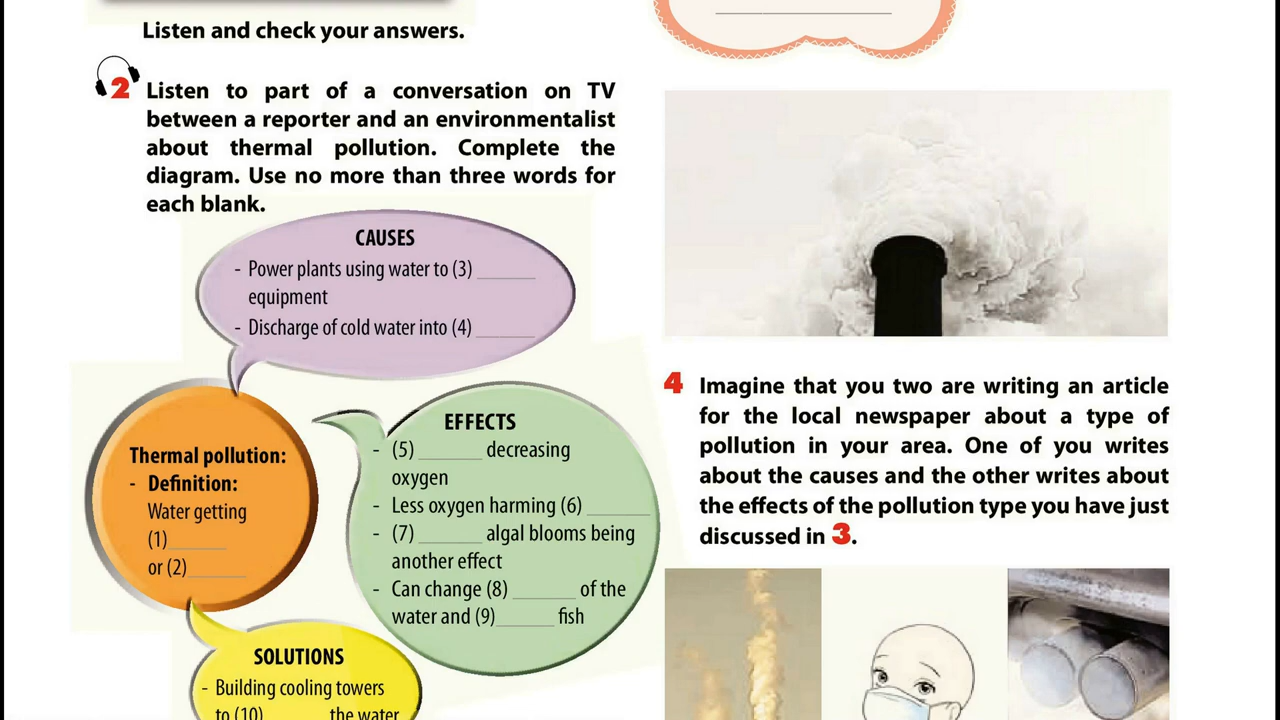 Listen and check your answers.
2 Listen to part of a conversation on TV
between a reporter and an environmentalist
about thermal pollution. Complete the
diagram. Use no more than three words for
each blank.
CAUSES
- Power plants using water to (3) ______
equipment
- Discharge of cold water into (4) ______
Thermal pollution:
- Definition:
Water getting
(1)______
or (2)______
EFFECTS
- (5) ______ decreasing
oxygen
- Less oxygen harming (6) ______
- (7) ______ algal blooms being
another effect
- Can change (8) ______ of the
water and (9)______ fish
SOLUTIONS
- Building cooling towers
to (10) ______ the water
4 Imagine that you two are writing an article
for the local newspaper about a type of
pollution in your area. One of you writes
about the causes and the other writes about
the effects of the pollution type you have just
discussed in 3.